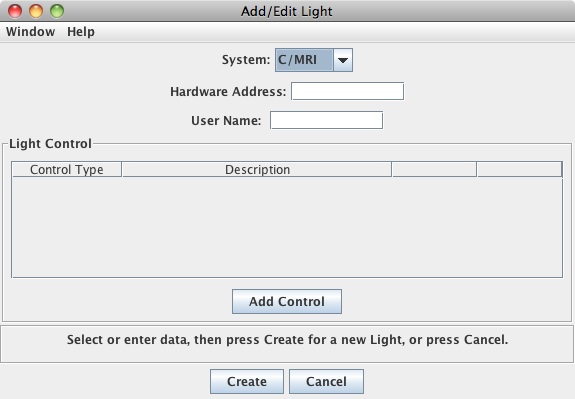 Add/Edit Light
Window Help
System: C/MRI
Hardware Address:
User Name:
Light Control
Control Type Description
Add Control
Select or enter data, then press Create for a new Light, or press Cancel.
Create Cancel